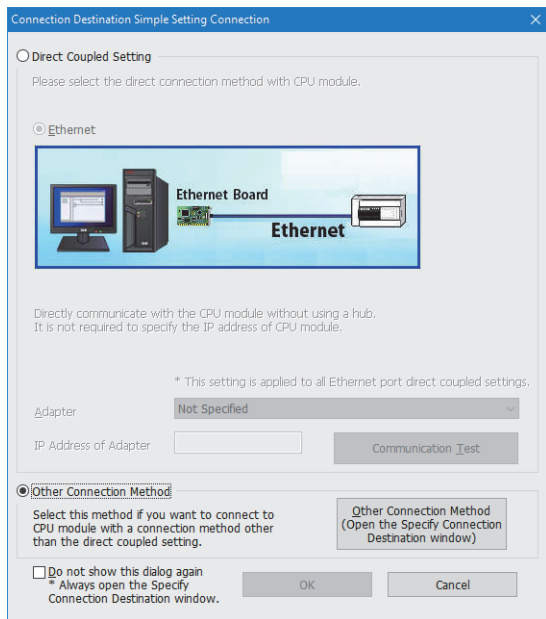 Connection Destination Simple Setting Connection
Direct Coupled Setting
Please select the direct connection method with CPU module.
Ethernet
Ethernet Board
Ethernet
Directly communicate with the CPU module without using a hub.
It is not required to specify the IP address of CPU module.
* This setting is applied to all Ethernet port direct coupled settings.
Adapter
Not Specified
IP Address of Adapter
Communication Test
Other Connection Method
Select this method if you want to connect to
CPU module with a connection method other
than the direct coupled setting.
Other Connection Method
(Open the Specify Connection
Destination window)
Do not show this dialog again
* Always open the Specify
Connection Destination window.
OK
Cancel